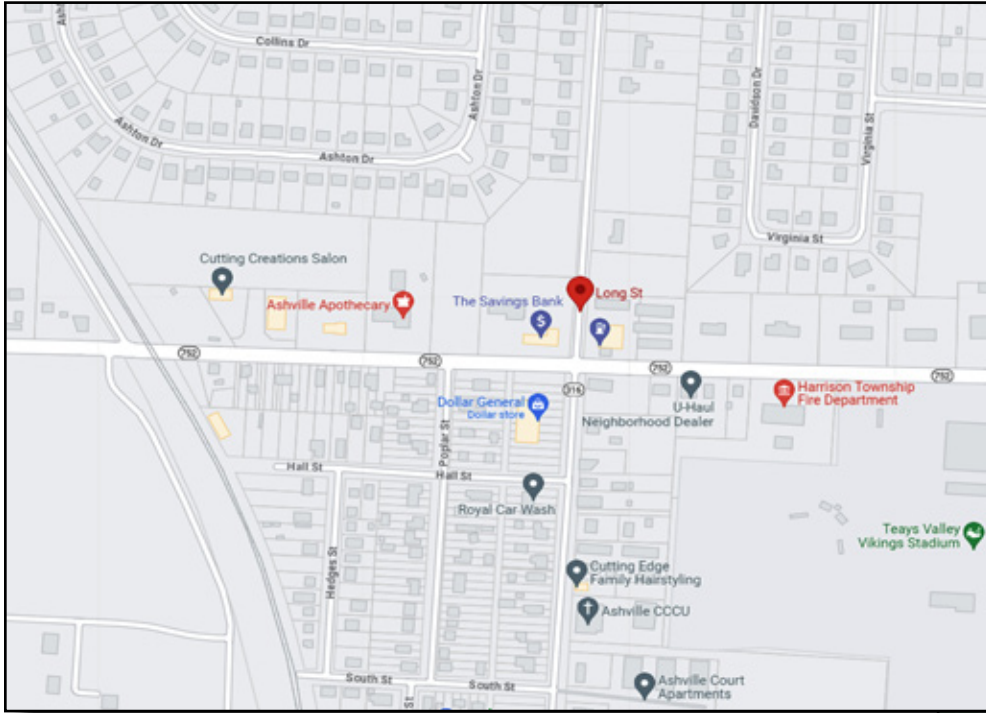 Collins Dr
Ashton Dr
Ashton Dr
Ashton Dr
Davidson Dr
Virginia St
Virginia St
Cutting Creations Salon
Ashville Apothecary
The Savings Bank
$
Long St
752
752
752
752
316
Dollar General
Dollar store
U-Haul
Neighborhood Dealer
Harrison Township
Fire Department
Poplar St
Hall St
Hall St
Royal Car Wash
Teays Valley
Vikings Stadium
Hedges St
Cutting Edge
Family Hairstyling
Ashville CCCU
South St
South St
St
Ashville Court
Apartments